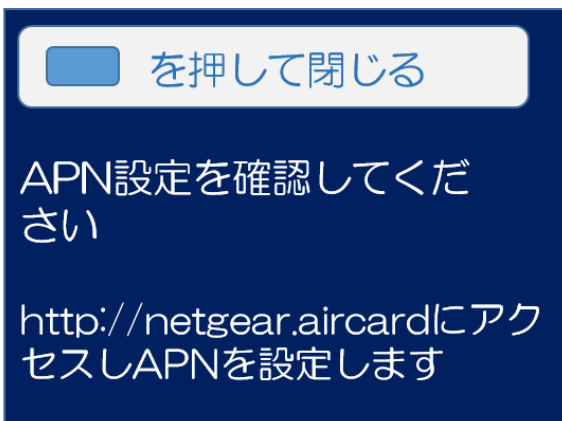 を押して閉じる
APN設定を確認してくだ
さい
http://netgear.aircardにアク
セスしAPNを設定します